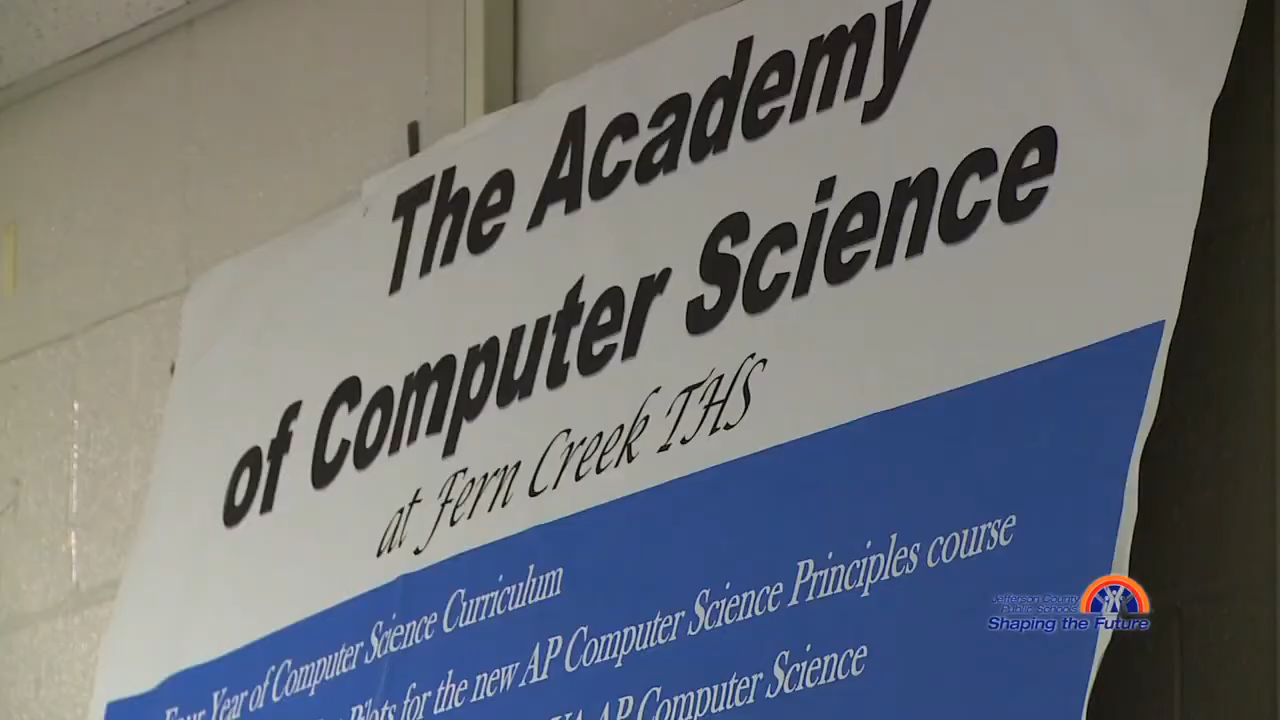 The Academy
of Computer Science
at Fern Creek THS
Four Year of Computer Science Curriculum
Pilots for the new AP Computer Science Principles course
AP Computer Science
Jefferson County
Public Schools
Shaping the Future